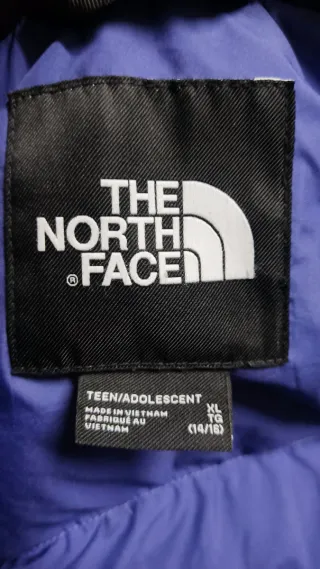 THE
NORTH
® FACE
TEEN/ADOLESCENT
MADE IN VIETNAM XL
FABRIQUÉ AU TG
VIETNAM (14/16)